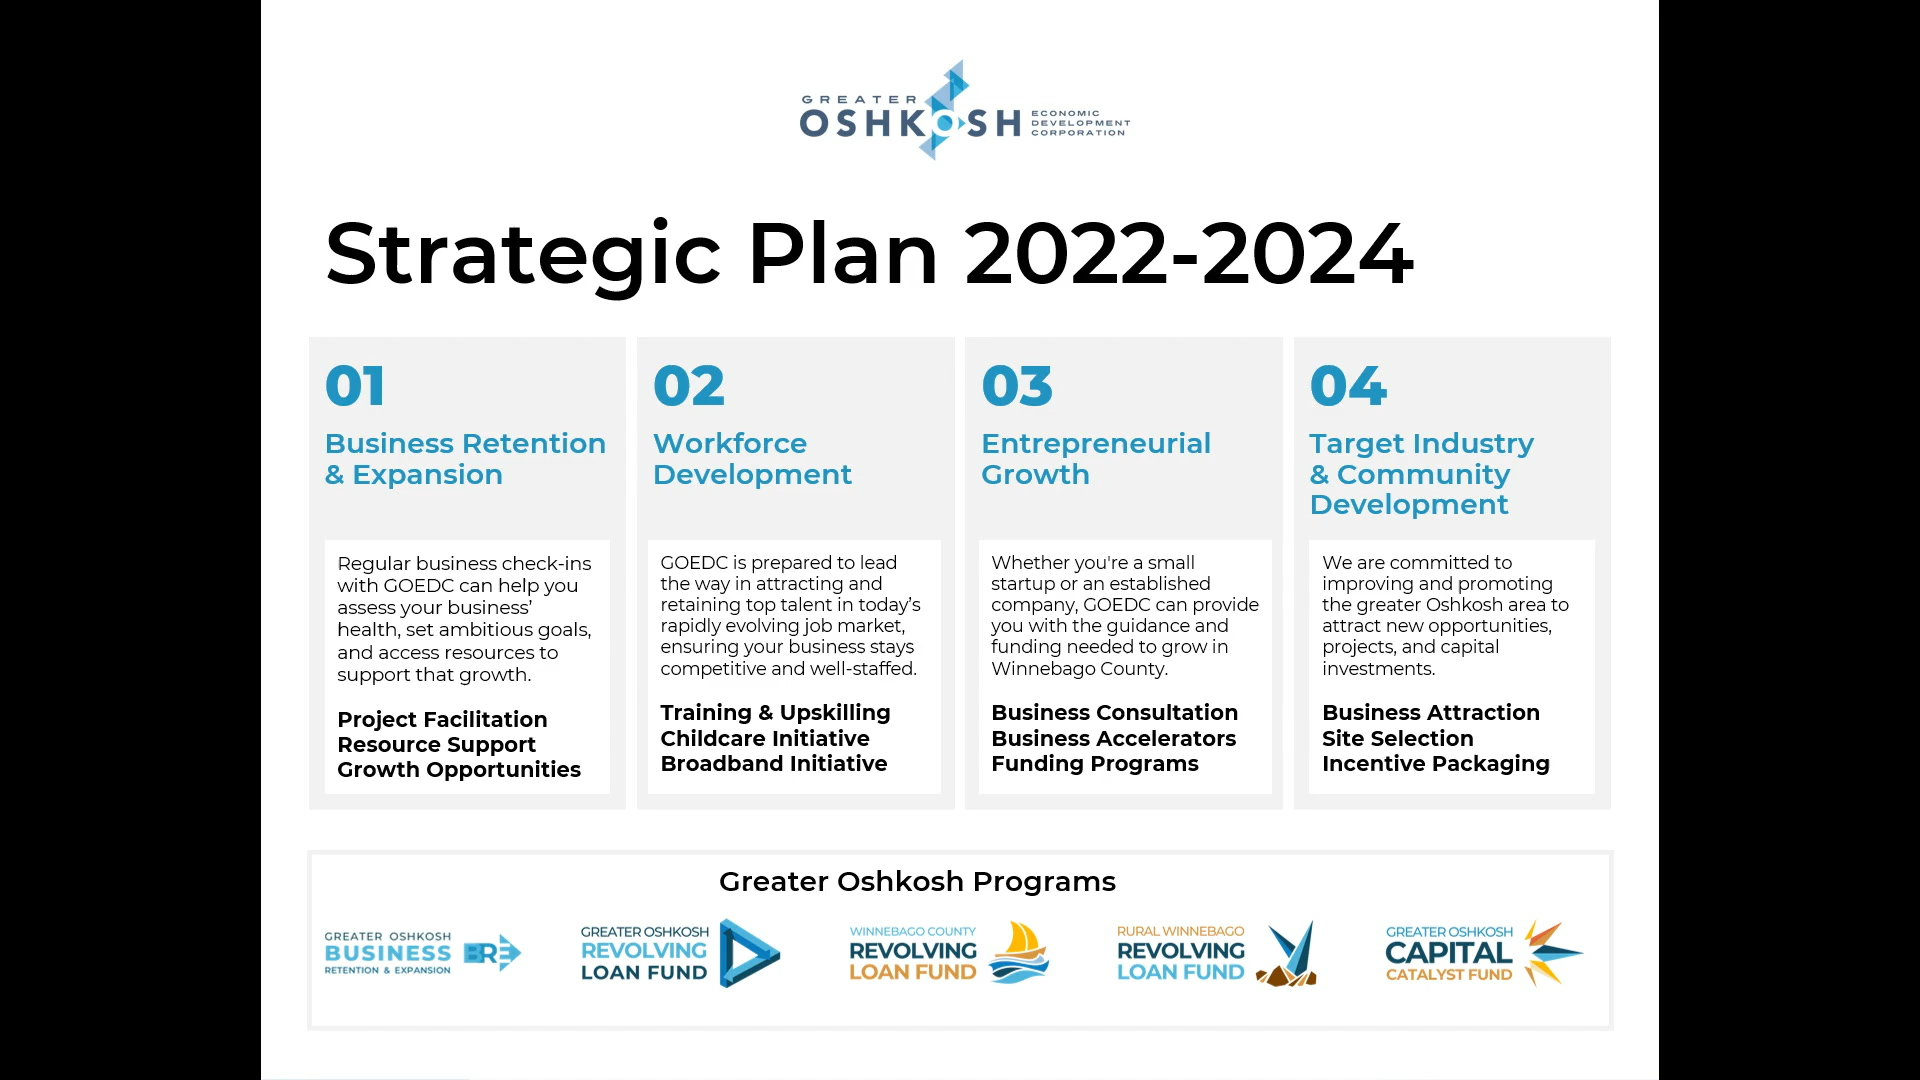 GREATER
OSHKOSH
ECONOMIC
DEVELOPMENT
CORPORATION
Strategic Plan 2022-2024
01
Business Retention
& Expansion
Regular business check-ins
with GOEDC can help you
assess your business’
health, set ambitious goals,
and access resources to
support that growth.
Project Facilitation
Resource Support
Growth Opportunities
02
Workforce
Development
GOEDC is prepared to lead
the way in attracting and
retaining top talent in today’s
rapidly evolving job market,
ensuring your business stays
competitive and well-staffed.
Training & Upskilling
Childcare Initiative
Broadband Initiative
03
Entrepreneurial
Growth
Whether you're a small
startup or an established
company, GOEDC can provide
you with the guidance and
funding needed to grow in
Winnebago County.
Business Consultation
Business Accelerators
Funding Programs
04
Target Industry
& Community
Development
We are committed to
improving and promoting
the greater Oshkosh area to
attract new opportunities,
projects, and capital
investments.
Business Attraction
Site Selection
Incentive Packaging
Greater Oshkosh Programs
GREATER OSHKOSH
BUSINESS
RETENTION & EXPANSION
BRE
GREATER OSHKOSH
REVOLVING
LOAN FUND
WINNEBAGO COUNTY
REVOLVING
LOAN FUND
RURAL WINNEBAGO
REVOLVING
LOAN FUND
GREATER OSHKOSH
CAPITAL
CATALYST FUND